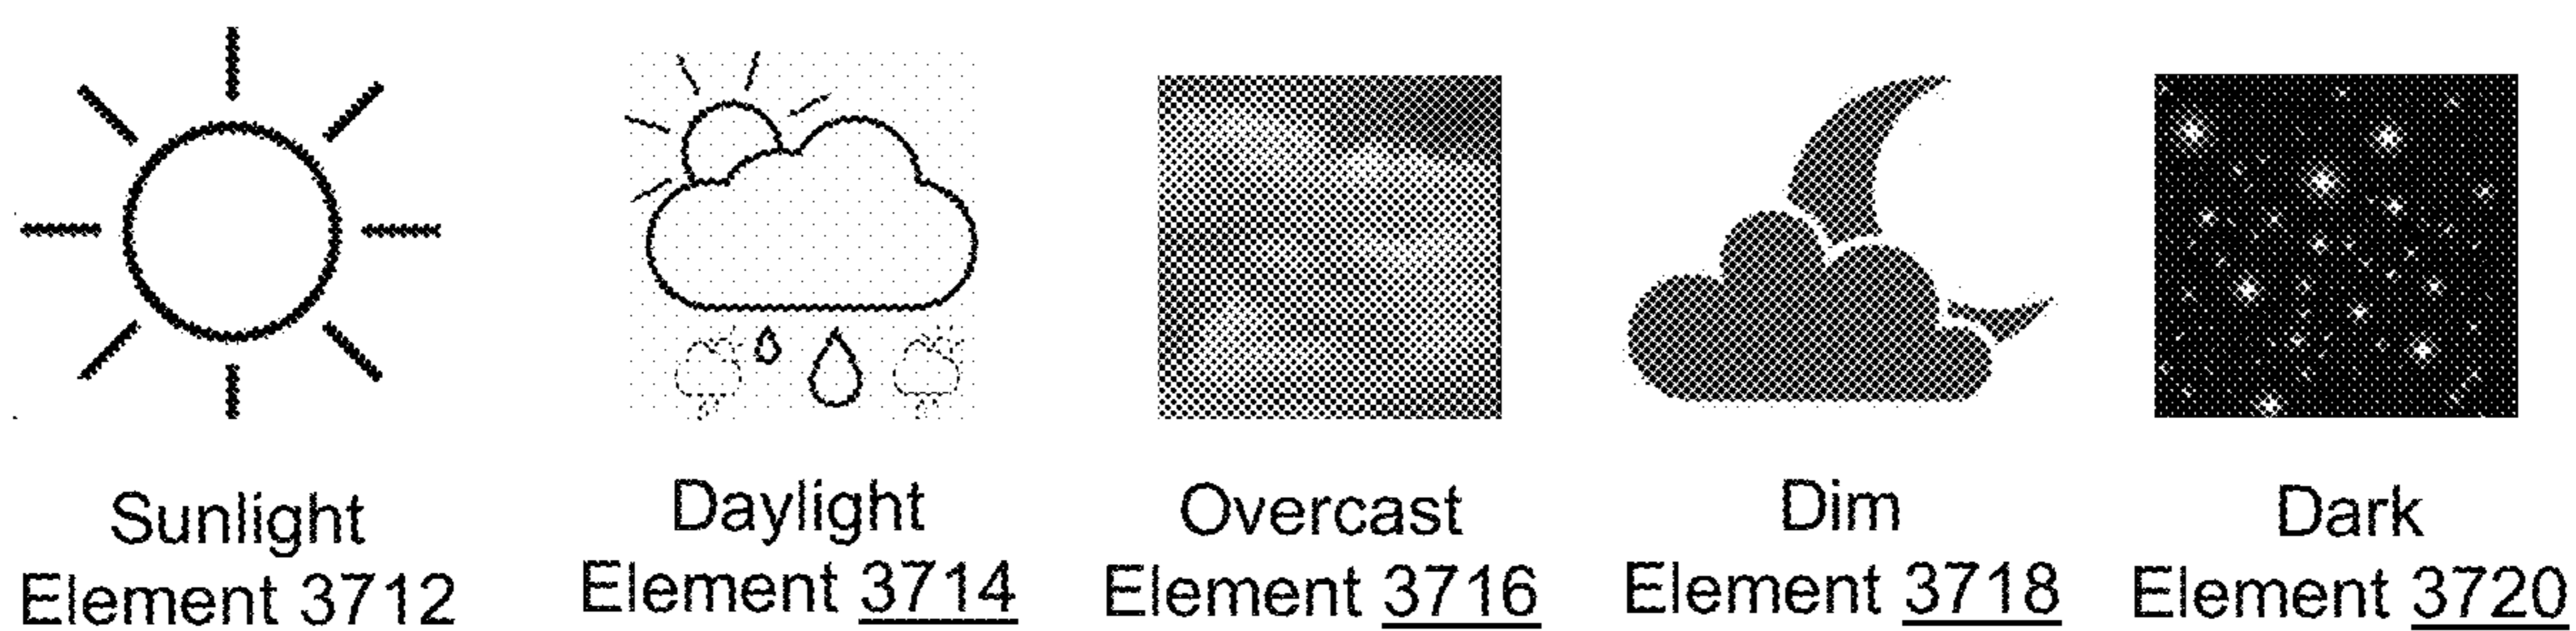 Sunlight
Element 3712
Daylight
Element 3714
Overcast
Element 3716
Dim
Element 3718
Dark
Element 3720